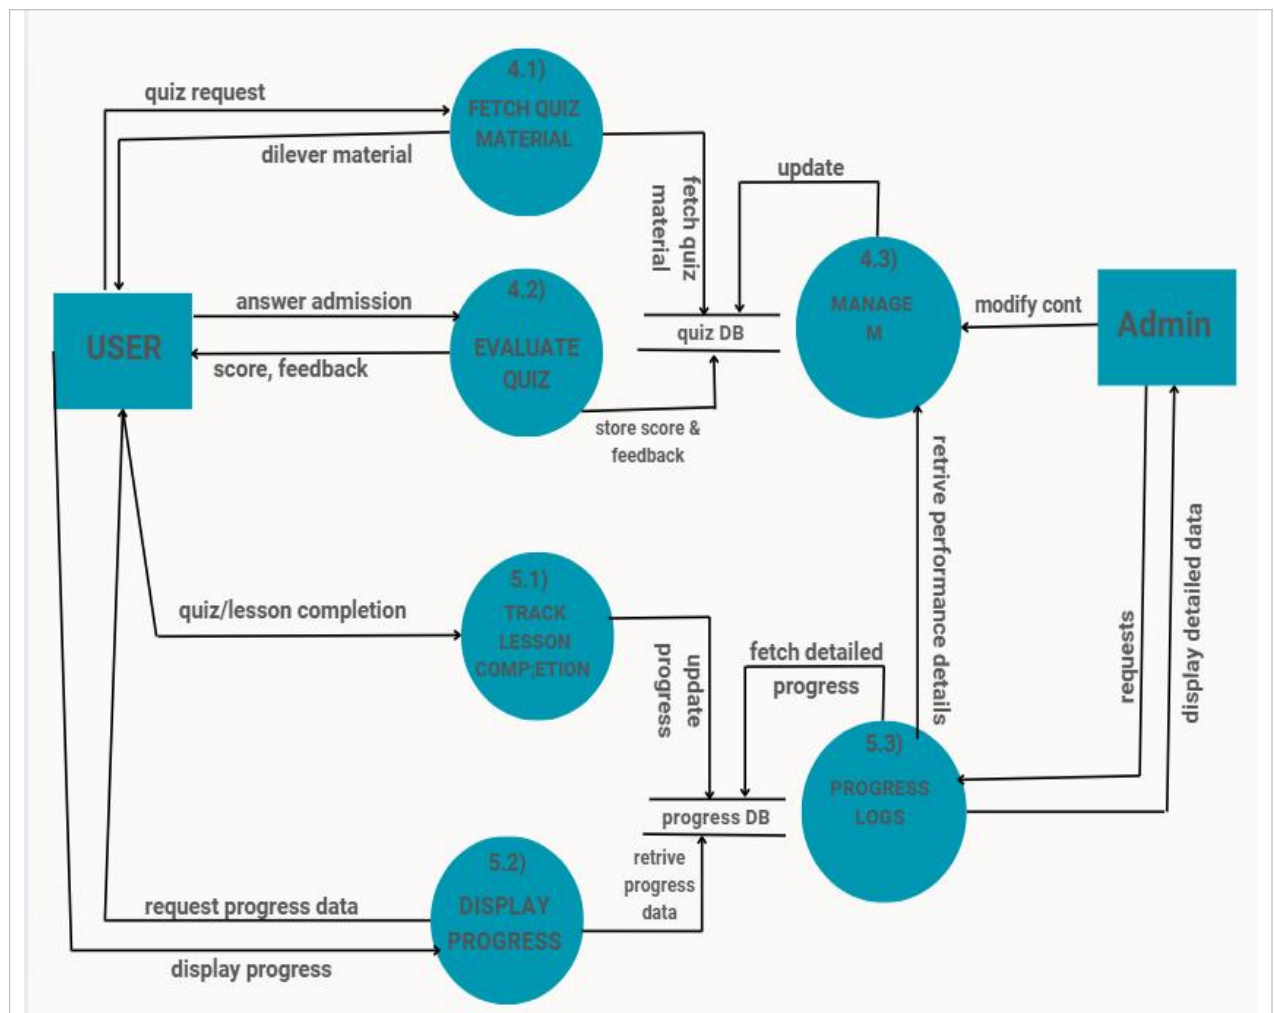 4.1)
FETCH QUIZ
MATERIAL
quiz request
dilever material
fetch quiz
material
update
4.2)
EVALUATE
QUIZ
answer admission
score, feedback
USER
quiz DB
store score &
feedback
4.3)
MANAGE
M
modify cont
Admin
retrive performance details
requests
display detailed data
5.1)
TRACK
LESSON
COMP;ETION
quiz/lesson completion
update
progress
fetch detailed
progress
5.3)
PROGRESS
LOGS
progress DB
retrive
progress
data
5.2)
DISPLAY
PROGRESS
request progress data
display progress